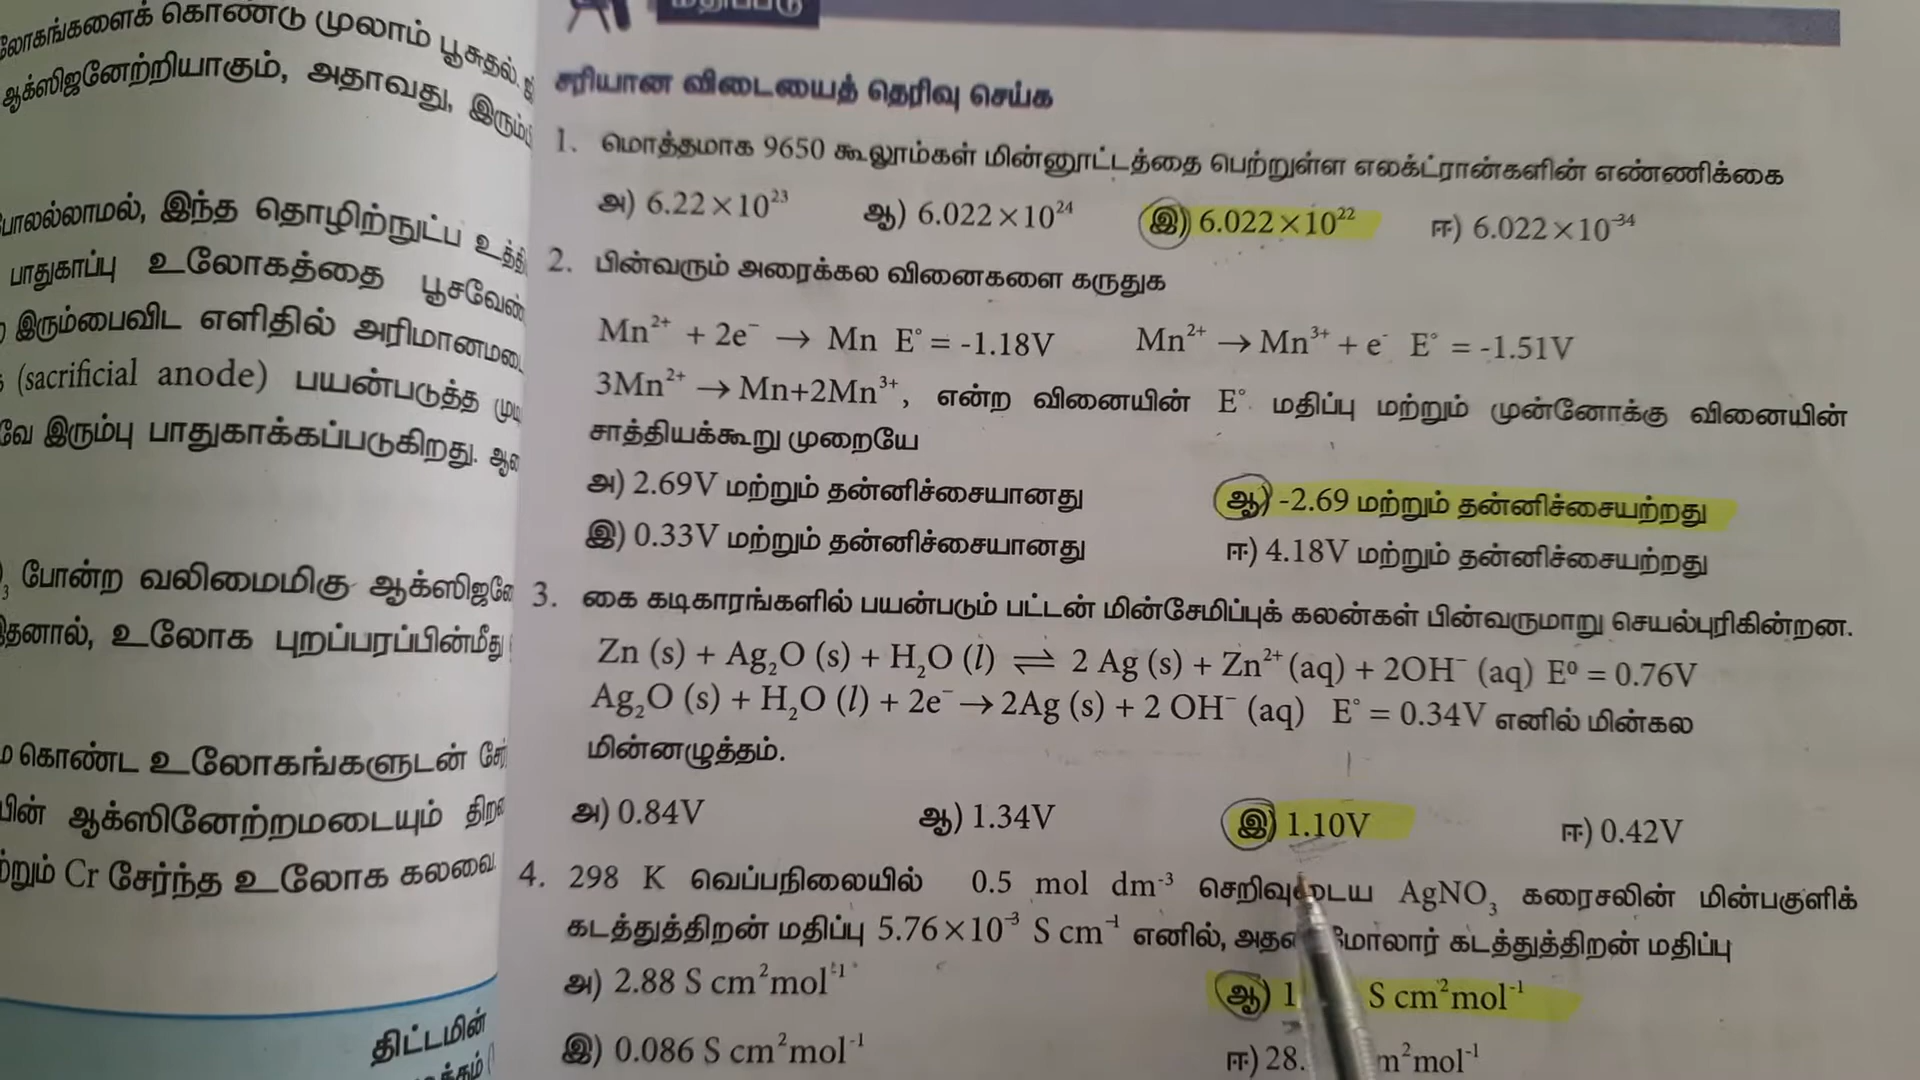 கொண்டு முலாம் பூசுதல்.
ஆக்ஸிஜனேற்றியாகும், அதாவது,
இந்த தொழிற்நுட்ப
பாதுகாப்பு உலோகத்தை
இரும்பைவிட எளிதில்
(sacrificial anode) பயன்படுத்த
இரும்பு பாதுகாக்கப்படுகிறது.
போன்ற வலிமைமிகு
உலோக புறப்பரப்பின்மீது
கொண்ட உலோகங்களுடன்
ஆக்ஸினேற்றமடையும்
Cr சேர்ந்த உலோக
திட்டமின்
மதிப்பீடு
சரியான விடையைத் தெரிவு செய்க
1. மொத்தமாக 9650 கூலூம்கள் மின்னூட்டத்தை பெற்றுள்ள எலக்ட்ரான்களின் எண்ணிக்கை
அ) 6.22×10²³ ஆ) 6.022×10²⁴ இ) 6.022×10²² ஈ) 6.022×10⁻³⁴
2. பின்வரும் அரைக்கல வினைகளை கருதுக
Mn²⁺ + 2e⁻ → Mn E° = -1.18V Mn²⁺ → Mn³⁺ + e⁻ E° = -1.51V
3Mn²⁺ → Mn+2Mn³⁺, என்ற வினையின் E° மதிப்பு மற்றும் முன்னோக்கு வினையின்
சாத்தியக்கூறு முறையே
அ) 2.69V மற்றும் தன்னிச்சையானது ஆ) -2.69 மற்றும் தன்னிச்சையற்றது
இ) 0.33V மற்றும் தன்னிச்சையானது ஈ) 4.18V மற்றும் தன்னிச்சையற்றது
3. கை கடிகாரங்களில் பயன்படும் பட்டன் மின்சேமிப்புக் கலன்கள் பின்வருமாறு செயல்புரிகின்றன.
Zn (s) + Ag₂O (s) + H₂O (l) ⇌ 2 Ag (s) + Zn²⁺ (aq) + 2OH⁻ (aq) E⁰ = 0.76V
Ag₂O (s) + H₂O (l) + 2e⁻ → 2Ag (s) + 2 OH⁻ (aq) E° = 0.34V எனில் மின்கல
மின்னழுத்தம்.
அ) 0.84V ஆ) 1.34V இ) 1.10V ஈ) 0.42V
4. 298 K வெப்பநிலையில் 0.5 mol dm⁻³ செறிவுடைய AgNO₃ கரைசலின் மின்பகுளிக்
கடத்துத்திறன் மதிப்பு 5.76×10⁻³ S cm⁻¹ எனில், மோலார் கடத்துத்திறன் மதிப்பு
அ) 2.88 S cm²mol⁻¹ ஆ) S cm²mol⁻¹
இ) 0.086 S cm²mol⁻¹ ஈ) 28. m²mol⁻¹